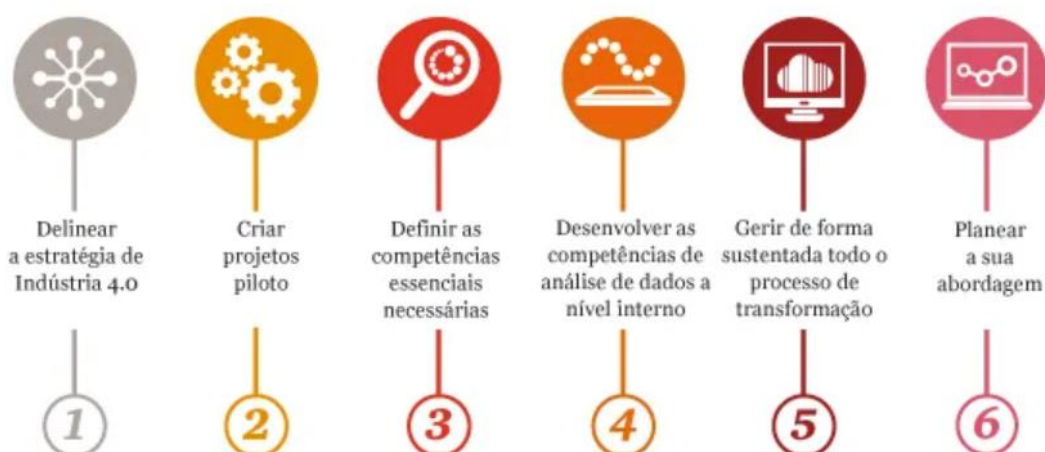 Delinear
a estratégia de
Indústria 4.0
Criar
projetos
piloto
Definir as
competências
essenciais
necessárias
Desenvolver as
competências de
análise de dados a
nível interno
Gerir de forma
sustentada todo o
processo de
transformação
Planear
a sua
abordagem
1
2
3
4
5
6